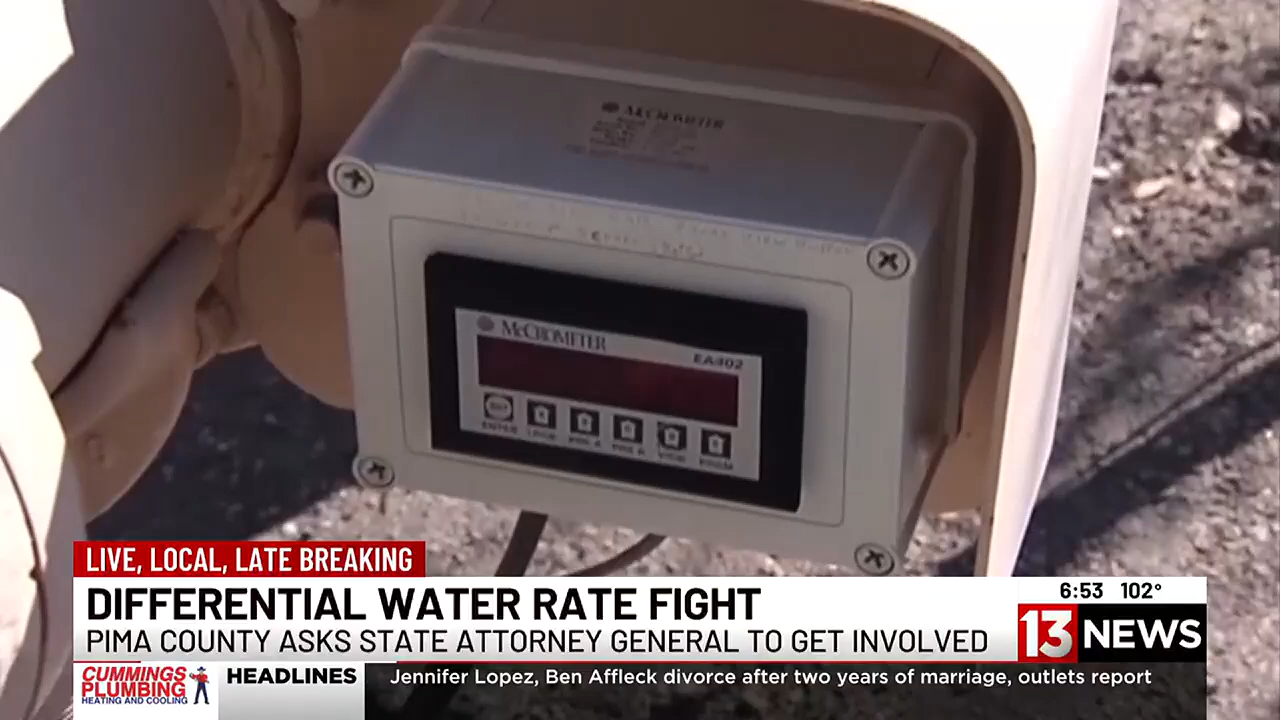 McCROMETER
McCROMETER
EA402
ENTER
LIVE, LOCAL, LATE BREAKING
DIFFERENTIAL WATER RATE FIGHT
PIMA COUNTY ASKS STATE ATTORNEY GENERAL TO GET INVOLVED
6:53 102°
13 NEWS
CUMMINGS
PLUMBING
HEATING AND COOLING
HEADLINES
Jennifer Lopez, Ben Affleck divorce after two years of marriage, outlets report